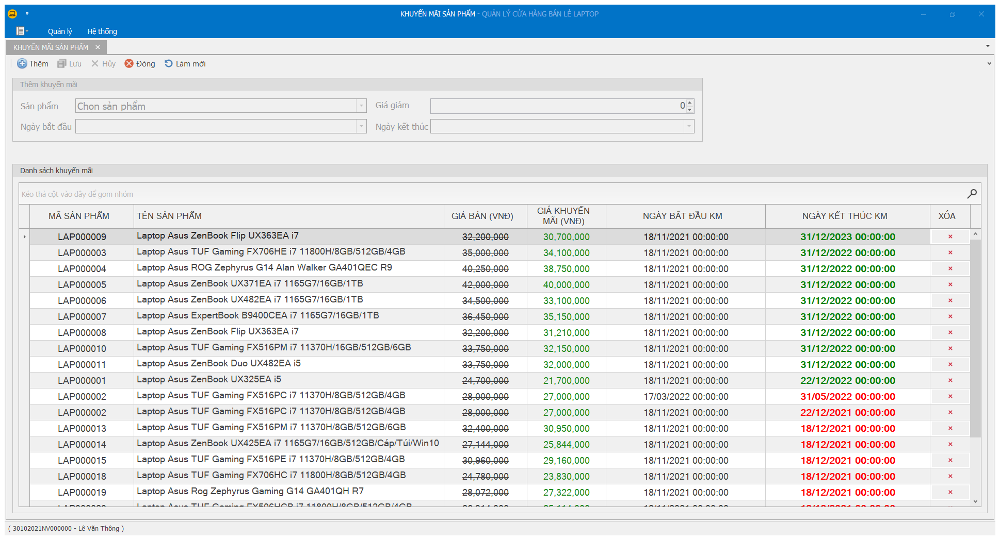 KHUYẾN MÃI SẢN PHẨM - QUẢN LÝ CỬA HÀNG BÁN LẺ LAPTOP
Quản lý Hệ thống
KHUYẾN MÃI SẢN PHẨM ×
Thêm Lưu Hủy Đóng Làm mới
Thêm khuyến mãi
Sản phẩm Chọn sản phẩm Giá giảm 0
Ngày bắt đầu Ngày kết thúc
Danh sách khuyến mãi
Kéo thả cột vào đây để gom nhóm
MÃ SẢN PHẨM TÊN SẢN PHẨM GIÁ BÁN (VNĐ) GIÁ KHUYẾN MÃI (VNĐ) NGÀY BẮT ĐẦU KM NGÀY KẾT THÚC KM XÓA
LAP000009 Laptop Asus ZenBook Flip UX363EA i7 32,200,000 30,700,000 18/11/2021 00:00:00 31/12/2023 00:00:00 ×
LAP000003 Laptop Asus TUF Gaming FX706HE i7 11800H/8GB/512GB/4GB 35,000,000 34,100,000 18/11/2021 00:00:00 31/12/2022 00:00:00 ×
LAP000004 Laptop Asus ROG Zephyrus G14 Alan Walker GA401QEC R9 40,250,000 38,750,000 18/11/2021 00:00:00 31/12/2022 00:00:00 ×
LAP000005 Laptop Asus ZenBook UX371EA i7 1165G7/16GB/1TB 42,000,000 40,000,000 18/11/2021 00:00:00 31/12/2022 00:00:00 ×
LAP000006 Laptop Asus ZenBook UX482EA i7 1165G7/16GB/1TB 34,500,000 33,100,000 18/11/2021 00:00:00 31/12/2022 00:00:00 ×
LAP000007 Laptop Asus ExpertBook B9400CEA i7 1165G7/16GB/1TB 36,450,000 35,150,000 18/11/2021 00:00:00 31/12/2022 00:00:00 ×
LAP000008 Laptop Asus ZenBook Flip UX363EA i7 32,200,000 31,210,000 18/11/2021 00:00:00 31/12/2022 00:00:00 ×
LAP000010 Laptop Asus TUF Gaming FX516PM i7 11370H/16GB/512GB/6GB 33,750,000 32,150,000 18/11/2021 00:00:00 31/12/2022 00:00:00 ×
LAP000011 Laptop Asus ZenBook Duo UX482EA i5 33,750,000 32,000,000 18/11/2021 00:00:00 31/12/2022 00:00:00 ×
LAP000001 Laptop Asus ZenBook UX325EA i5 24,700,000 21,700,000 18/11/2021 00:00:00 22/12/2022 00:00:00 ×
LAP000002 Laptop Asus TUF Gaming FX516PC i7 11370H/8GB/512GB/4GB 28,000,000 27,000,000 17/03/2022 00:00:00 31/05/2022 00:00:00 ×
LAP000002 Laptop Asus TUF Gaming FX516PC i7 11370H/8GB/512GB/4GB 28,000,000 27,000,000 18/11/2021 00:00:00 22/12/2021 00:00:00 ×
LAP000013 Laptop Asus TUF Gaming FX516PM i7 11370H/8GB/512GB/6GB 32,400,000 30,950,000 18/11/2021 00:00:00 18/12/2021 00:00:00 ×
LAP000014 Laptop Asus ZenBook UX425EA i7 1165G7/16GB/512GB/Cáp/Túi/Win10 27,144,000 25,844,000 18/11/2021 00:00:00 18/12/2021 00:00:00 ×
LAP000015 Laptop Asus TUF Gaming FX516PE i7 11370H/8GB/512GB/4GB 30,960,000 29,160,000 18/11/2021 00:00:00 18/12/2021 00:00:00 ×
LAP000018 Laptop Asus TUF Gaming FX706HC i7 11800H/8GB/512GB/4GB 24,780,000 23,830,000 18/11/2021 00:00:00 18/12/2021 00:00:00 ×
LAP000019 Laptop Asus Rog Zephyrus Gaming G14 GA401QH R7 28,072,000 27,322,000 18/11/2021 00:00:00 18/12/2021 00:00:00 ×
Laptop Asus TUF Gaming 11800H/8GB/512GB/4GB 18/11/2021 00:00:00 18/12/2021 00:00:00
( 30102021NV000000 - Lê Văn Thông )